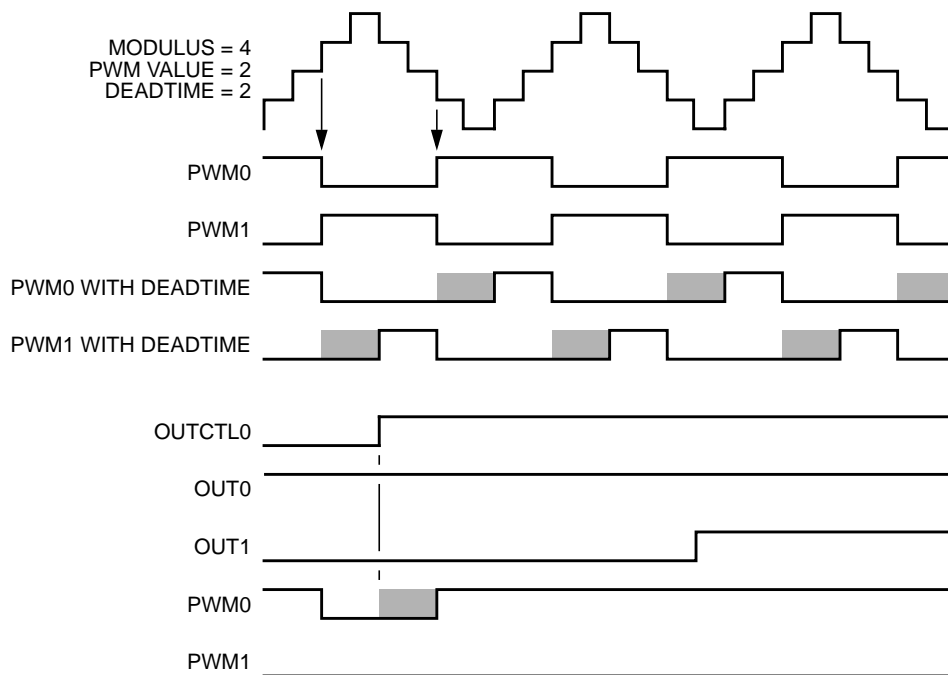 MODULUS = 4
PWM VALUE = 2
DEADTIME = 2
PWM0
PWM1
PWM0 WITH DEADTIME
PWM1 WITH DEADTIME
OUTCTL0
OUT0
OUT1
PWM0
PWM1